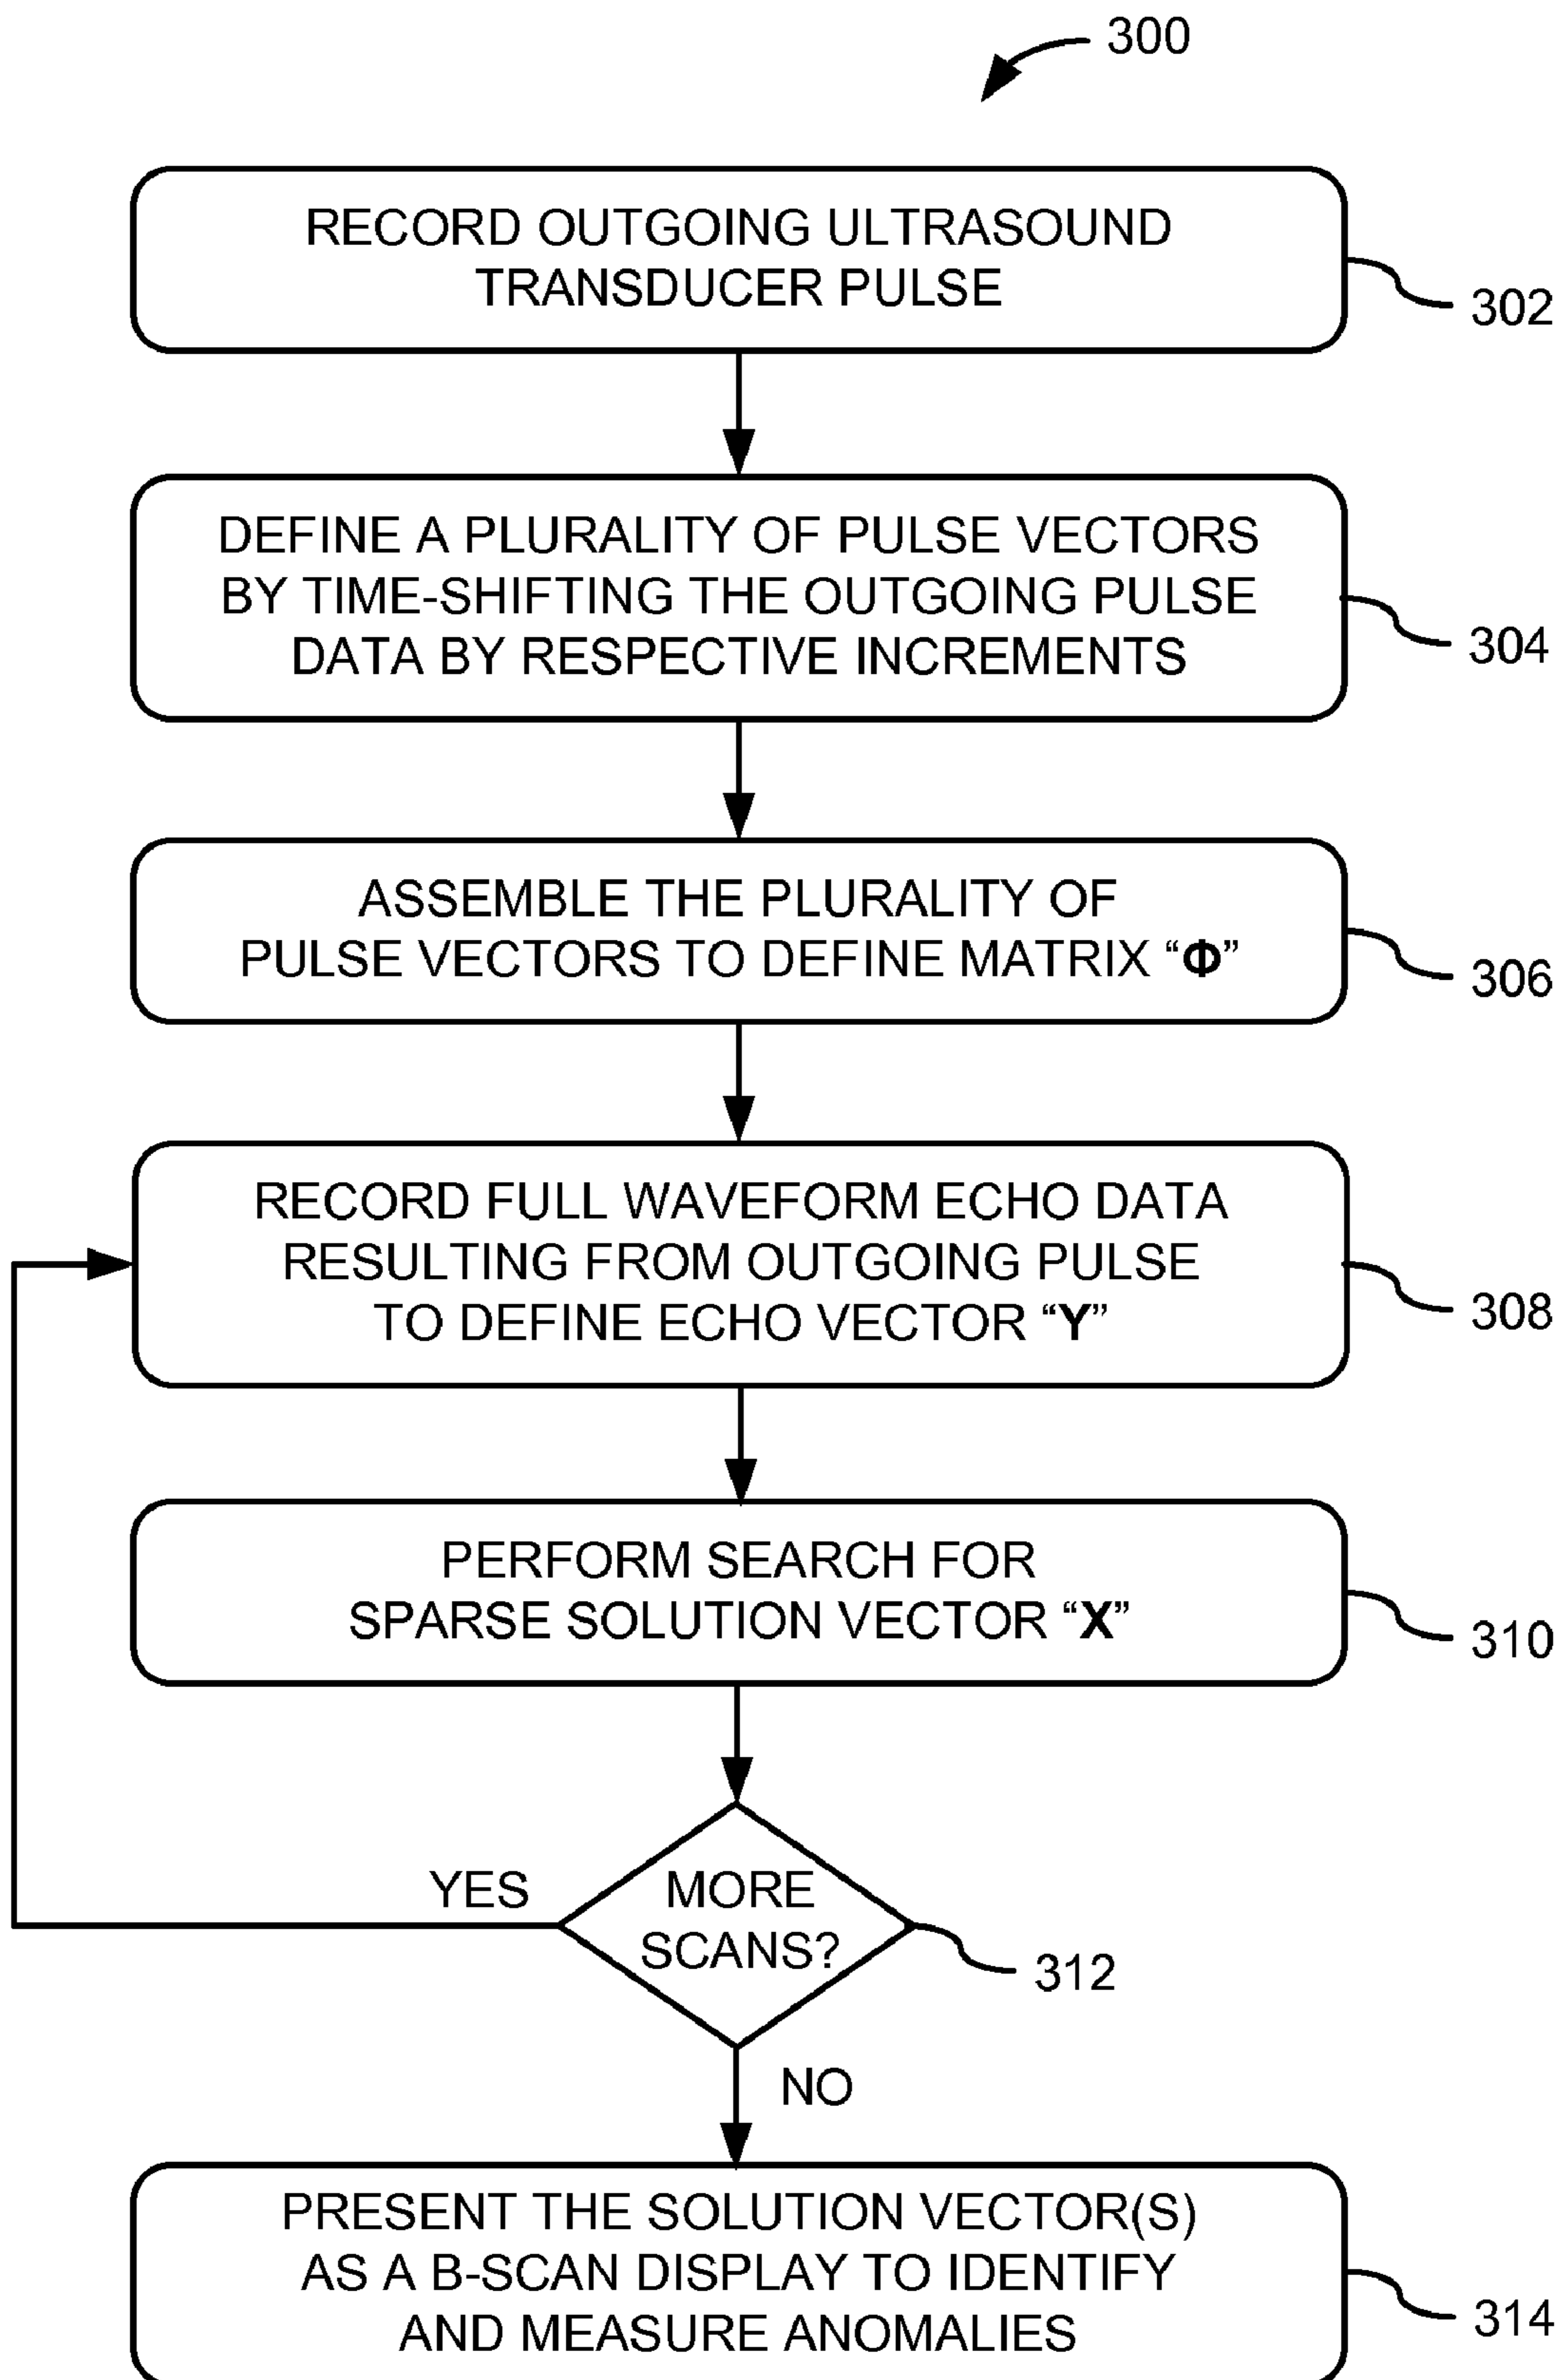 300
RECORD OUTGOING ULTRASOUND
TRANSDUCER PULSE
302
DEFINE A PLURALITY OF PULSE VECTORS
BY TIME-SHIFTING THE OUTGOING PULSE
DATA BY RESPECTIVE INCREMENTS
304
ASSEMBLE THE PLURALITY OF
PULSE VECTORS TO DEFINE MATRIX “Φ”
306
RECORD FULL WAVEFORM ECHO DATA
RESULTING FROM OUTGOING PULSE
TO DEFINE ECHO VECTOR “Y”
308
PERFORM SEARCH FOR
SPARSE SOLUTION VECTOR “X”
310
YES
MORE
SCANS?
312
NO
PRESENT THE SOLUTION VECTOR(S)
AS A B-SCAN DISPLAY TO IDENTIFY
AND MEASURE ANOMALIES
314